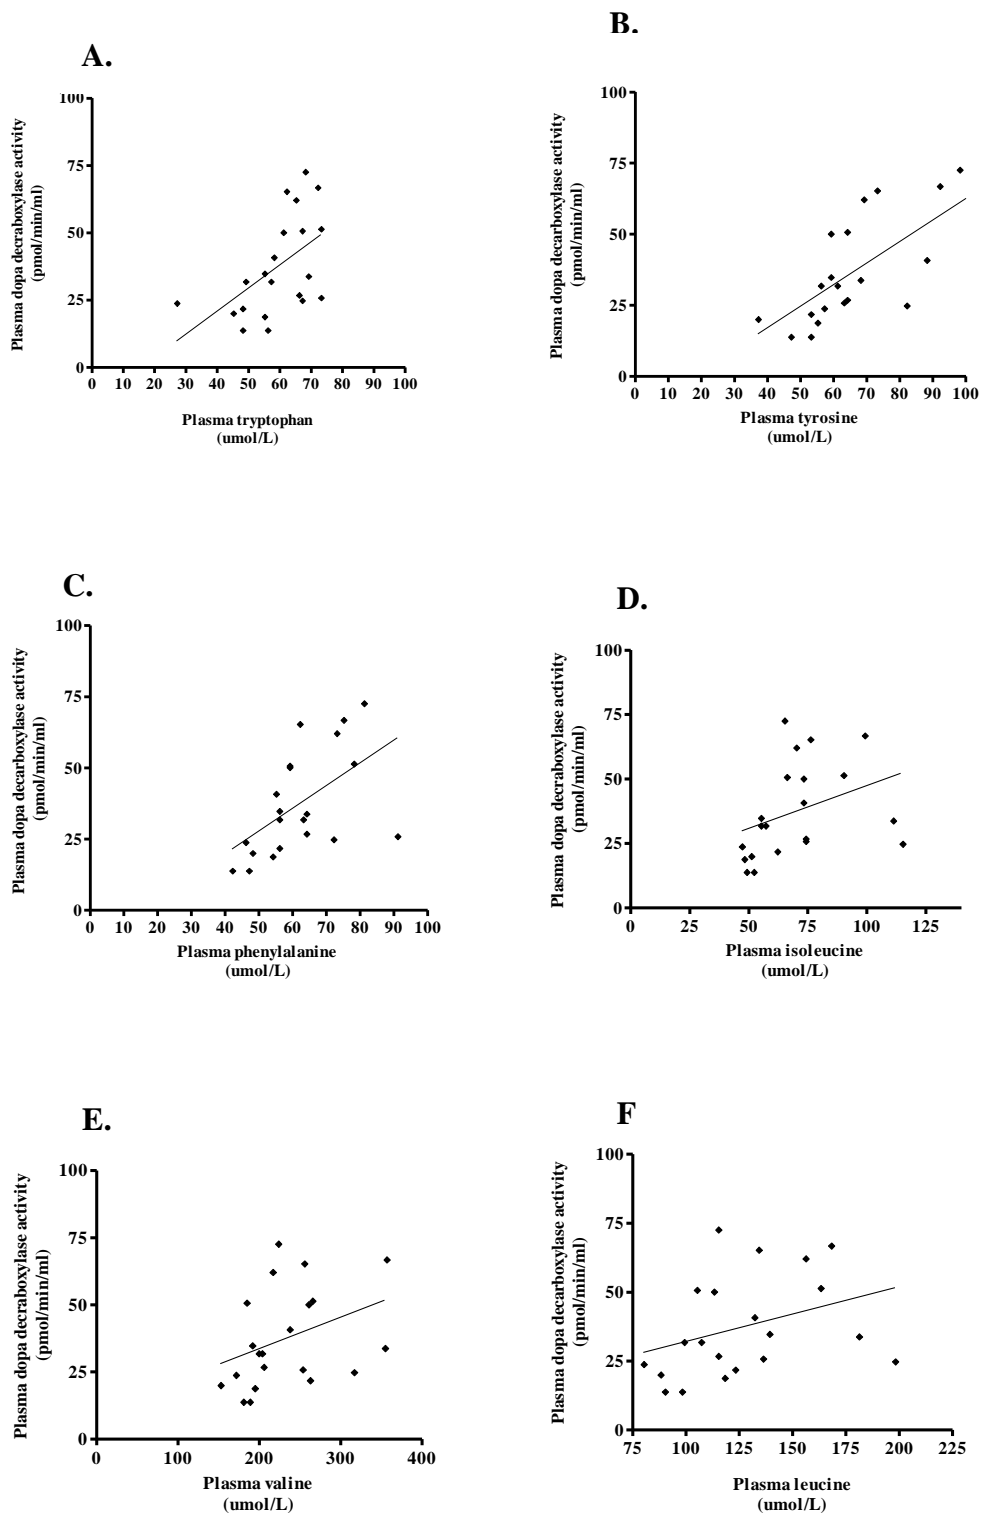 A.
Plasma dopa decraboxylase activity
(pmol/min/ml)
100
75
50
25
0
0 10 20 30 40 50 60 70 80 90 100
Plasma tryptophan
(umol/L)
B.
Plasma dopa decarboxylase activity
(pmol/min/ml)
100
75
50
25
0
0 10 20 30 40 50 60 70 80 90 100
Plasma tyrosine
(umol/L)
C.
Plasma dopa decarboxylase activity
(pmol/min/ml)
100
75
50
25
0
0 10 20 30 40 50 60 70 80 90 100
Plasma phenylalanine
(umol/L)
D.
Plasma dopa decraboxylase activity
(pmol/min/ml)
100
75
50
25
0
0 25 50 75 100 125
Plasma isoleucine
(umol/L)
E.
Plasma dopa decraboxylase activity
(pmol/min/ml)
100
75
50
25
0
0 100 200 300 400
Plasma valine
(umol/L)
F
Plasma dopa decarboxylase activity
(pmol/min/ml)
100
75
50
25
0
75 100 125 150 175 200 225
Plasma leucine
(umol/L)